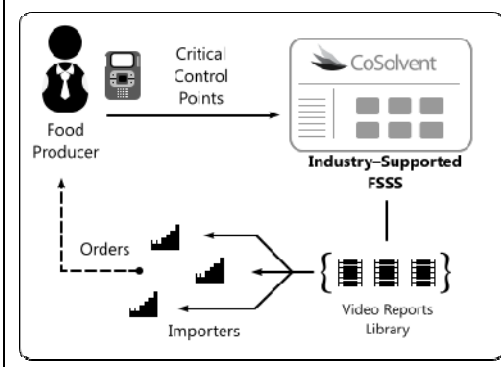 Critical
Control
Points
CoSolvent
Food
Producer
Industry–Supported
FSSS
Orders
Importers
Video Reports
Library